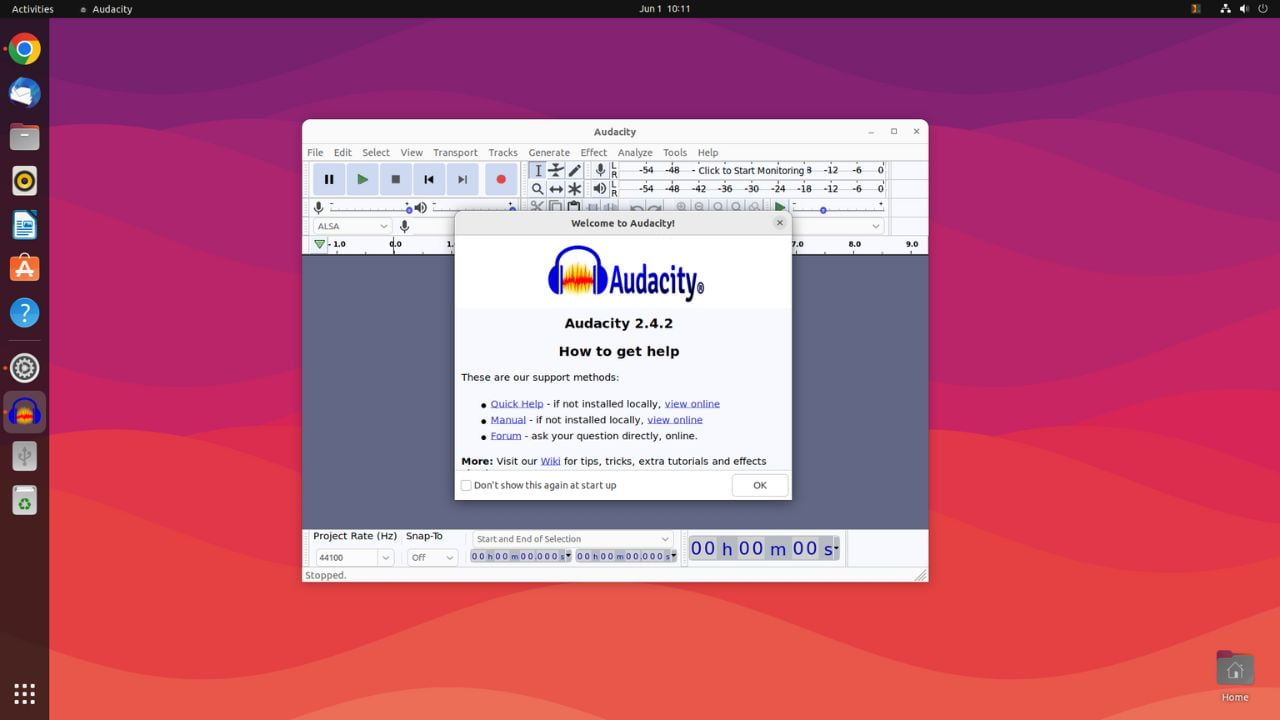 Activities Audacity Jun 1 10:11
Audacity
File Edit Select View Transport Tracks Generate Effect Analyze Tools Help
L -54 -48 - Click to Start Monitoring -12 -6 0
R
L -54 -48 -42 -36 -30 -24 -18 -12 -6 0
R
ALSA
-1.0 0.0 7.0 8.0 9.0
Welcome to Audacity!
Audacity®
Audacity 2.4.2
How to get help
These are our support methods:
Quick Help - if not installed locally, view online
Manual - if not installed locally, view online
Forum - ask your question directly, online.
More: Visit our Wiki for tips, tricks, extra tutorials and effects
Don't show this again at start up OK
Project Rate (Hz) Snap-To Start and End of Selection
44100 Off 00 h 00 m 00.000 s 00 h 00 m 00.000 s 00 h 00 m 00 s
Stopped.
Home